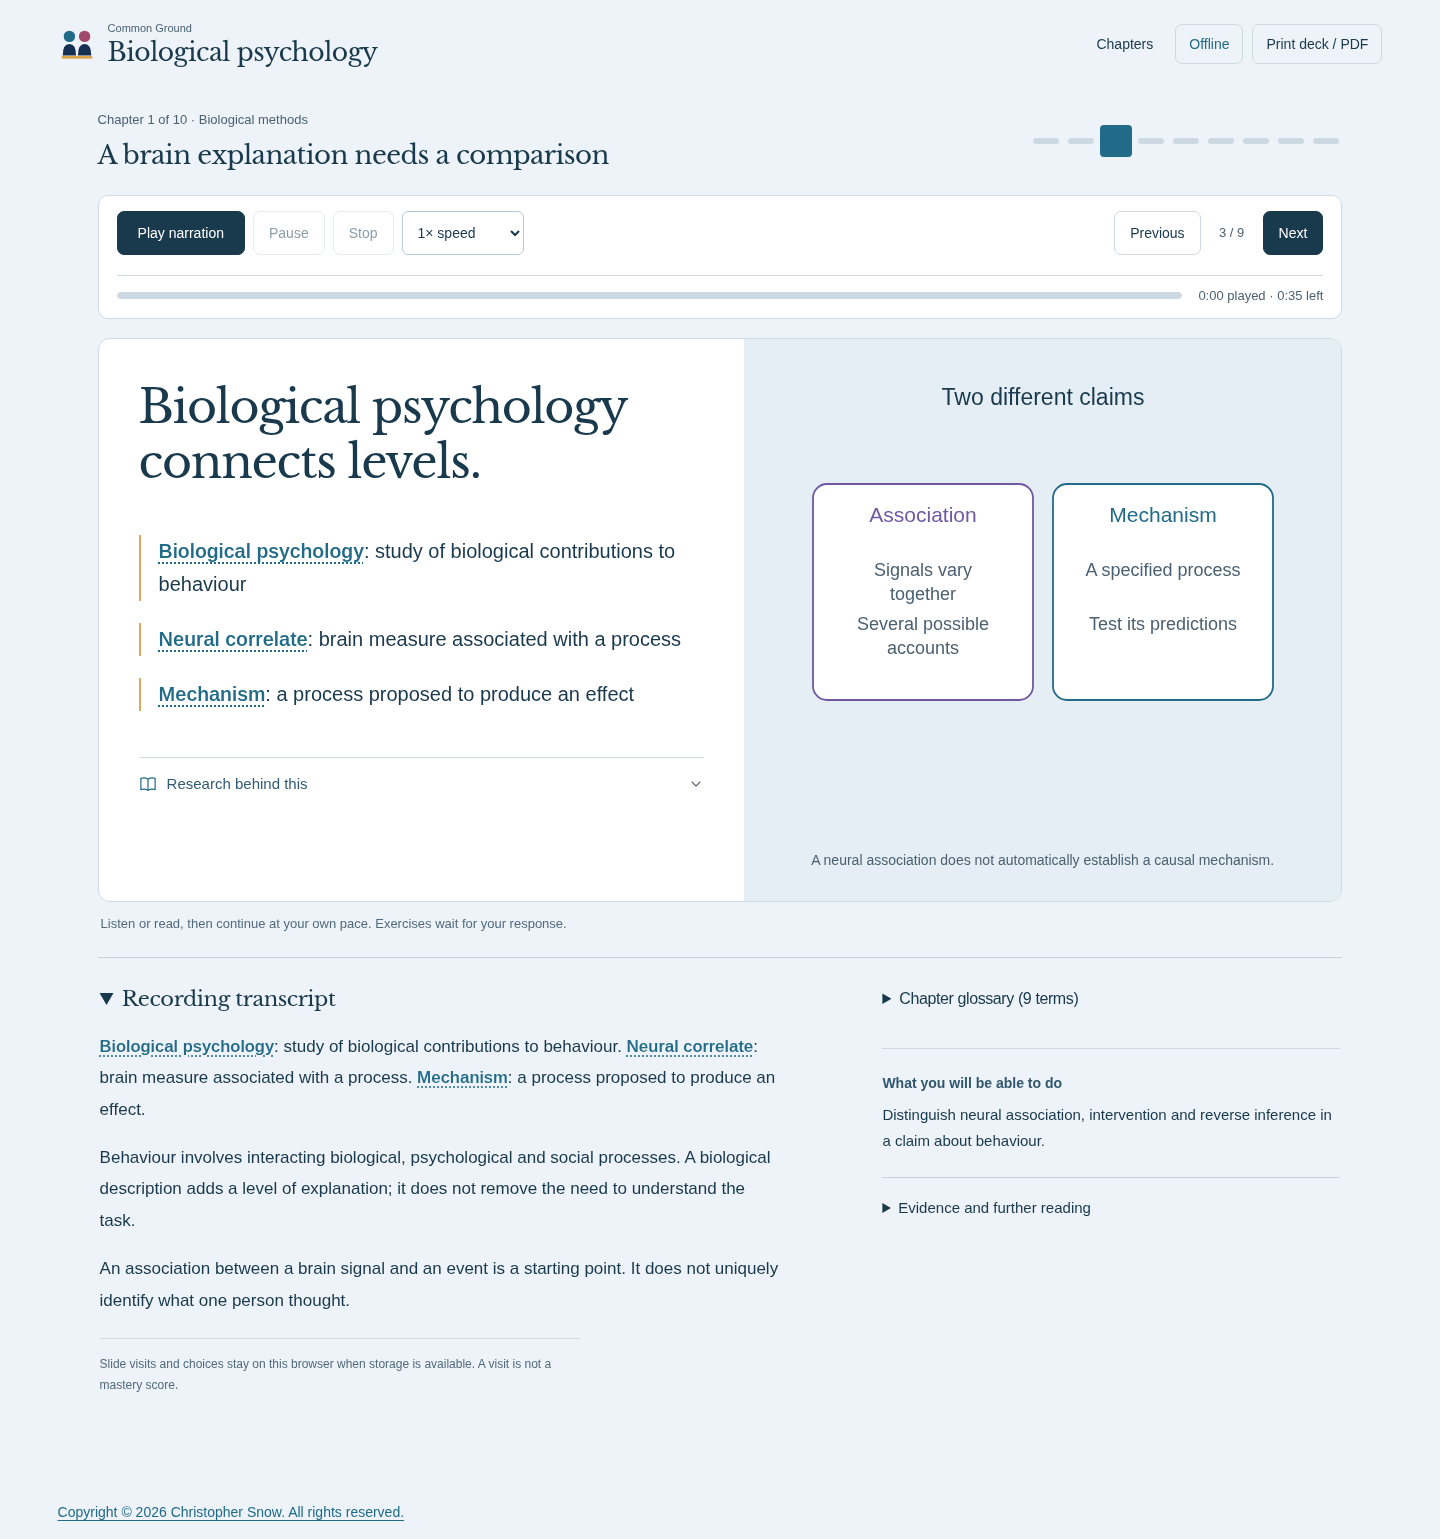 Common Ground
Biological psychology
Chapters
Offline
Print deck / PDF
Chapter 1 of 10 · Biological methods
A brain explanation needs a comparison
Play narration
Pause
Stop
1× speed
Previous
3 / 9
Next
0:00 played · 0:35 left
Biological psychology
connects levels.
Biological psychology: study of biological contributions to
behaviour
Neural correlate: brain measure associated with a process
Mechanism: a process proposed to produce an effect
Research behind this
Two different claims
Association
Signals vary
together
Several possible
accounts
Mechanism
A specified process
Test its predictions
A neural association does not automatically establish a causal mechanism.
Listen or read, then continue at your own pace. Exercises wait for your response.
Recording transcript
Biological psychology: study of biological contributions to behaviour. Neural correlate:
brain measure associated with a process. Mechanism: a process proposed to produce an
effect.
Behaviour involves interacting biological, psychological and social processes. A biological
description adds a level of explanation; it does not remove the need to understand the
task.
An association between a brain signal and an event is a starting point. It does not uniquely
identify what one person thought.
Slide visits and choices stay on this browser when storage is available. A visit is not a
mastery score.
Chapter glossary (9 terms)
What you will be able to do
Distinguish neural association, intervention and reverse inference in
a claim about behaviour.
Evidence and further reading
Copyright © 2026 Christopher Snow. All rights reserved.